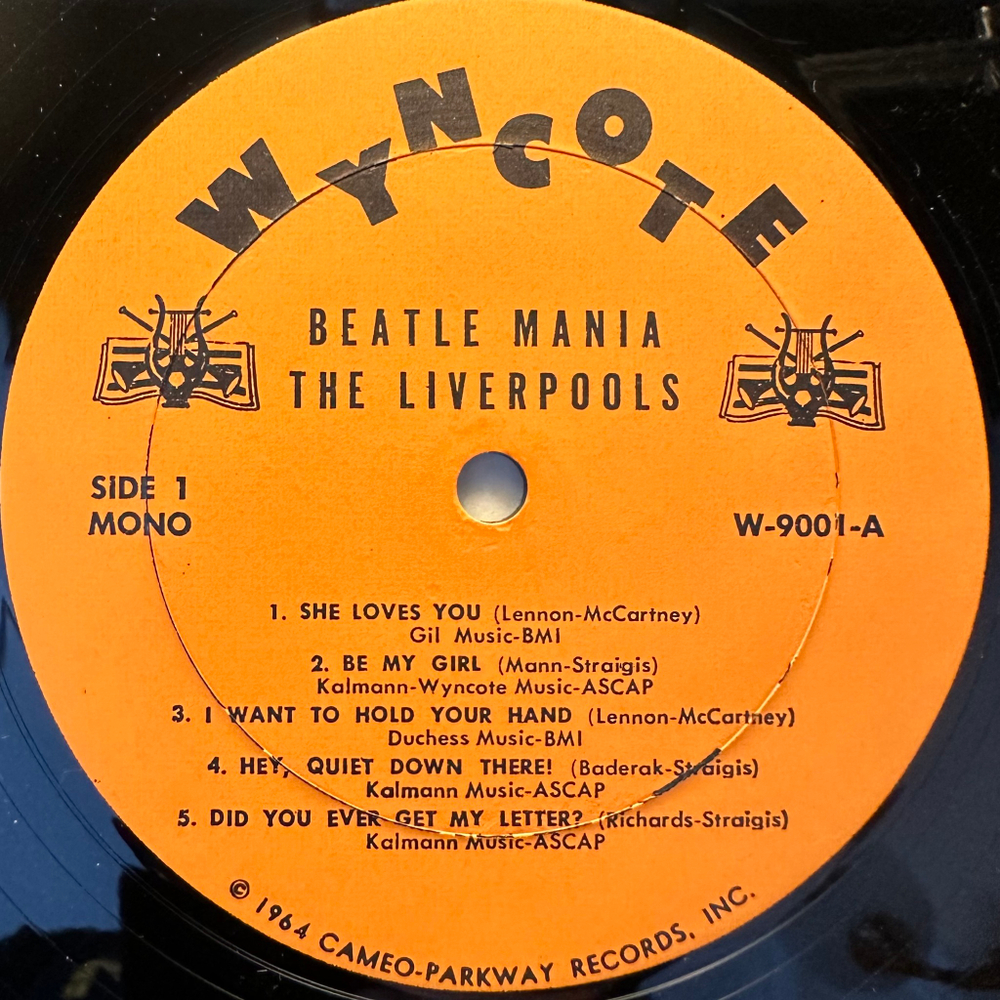 WYNCOTE
BEATLE MANIA
THE LIVERPOOLS
SIDE 1
MONO
W-9001-A
1. SHE LOVES YOU (Lennon-McCartney)
Gil Music-BMI
2. BE MY GIRL (Mann-Straigis)
Kalmann-Wyncote Music-ASCAP
3. I WANT TO HOLD YOUR HAND (Lennon-McCartney)
Duchess Music-BMI
4. HEY, QUIET DOWN THERE! (Baderak-Straigis)
Kalmann Music-ASCAP
5. DID YOU EVER GET MY LETTER? (Richards-Straigis)
Kalmann Music-ASCAP
© 1964 CAMEO-PARKWAY RECORDS, INC.